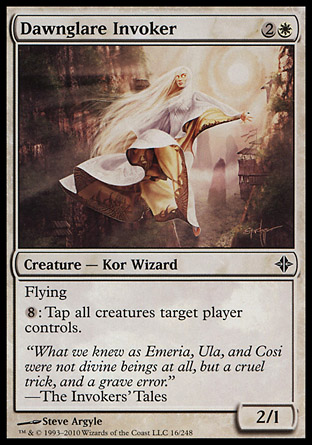 Dawnglare Invoker 2
Creature — Kor Wizard
Flying
8:Tap all creatures target player
controls.
"What we knew as Emeria, Ula, and Cosi
were not divine beings at all, but a cruel
trick, and a grave error."
—The Invokers' Tales
Steve Argyle
™ & © 1993–2010 Wizards of the Coast LLC 16/248
2/1